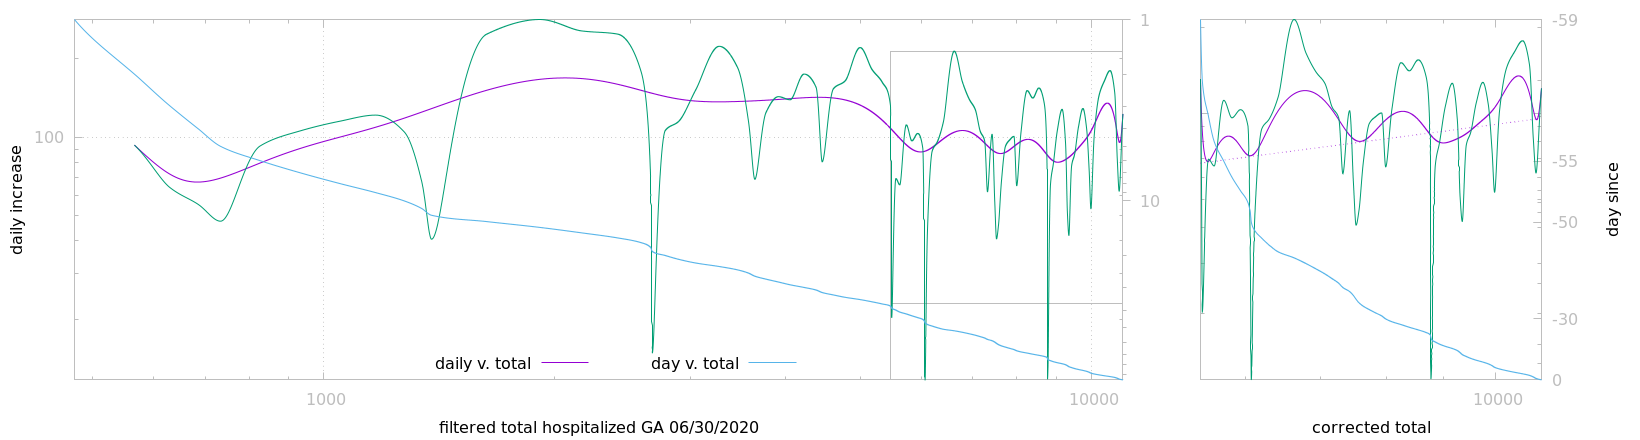 daily increase
100
1000
10000
1
10
daily v. total
day v. total
filtered total hospitalized GA 06/30/2020
-59
-55
-50
-30
0
10000
day since
corrected total